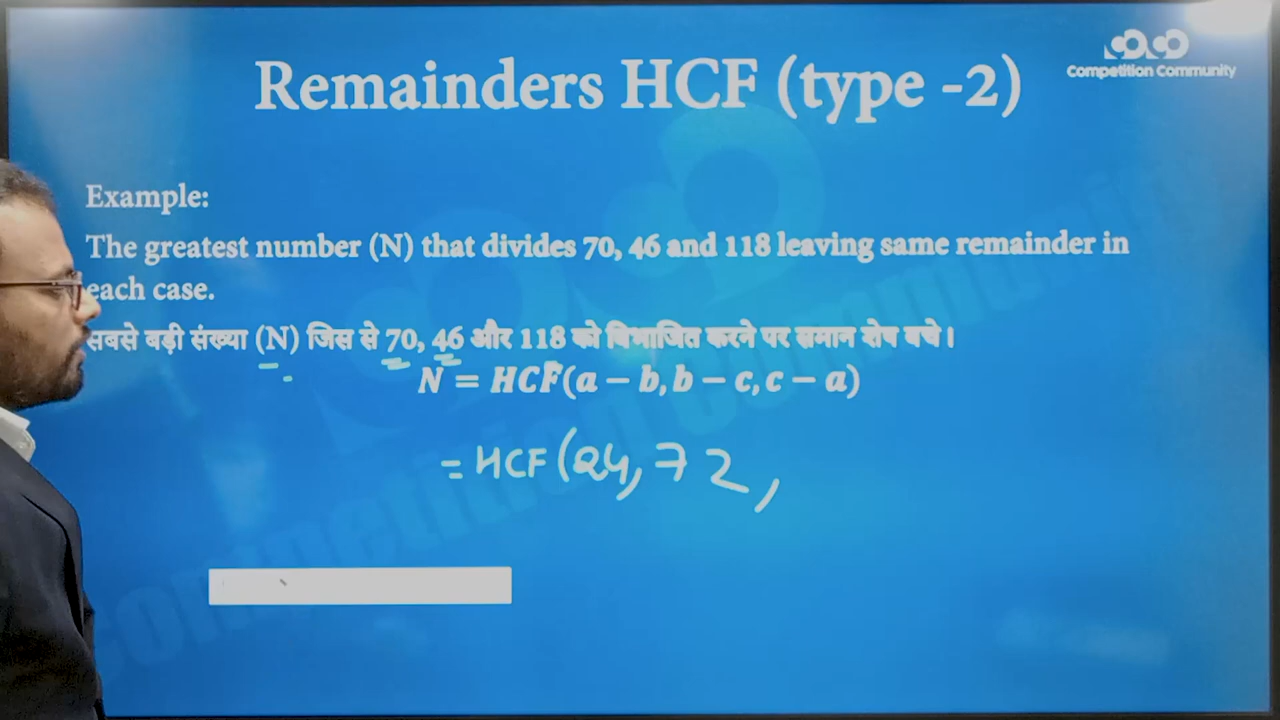 Competition Community
Remainders HCF (type -2)
Example:
The greatest number (N) that divides 70, 46 and 118 leaving same remainder in
each case.
सबसे बड़ी संख्या (N) जिस से 70, 46 और 118 को विभाजित करने पर समान शेष बचे।
N = HCF(a − b, b − c, c − a)
= HCF (24, 72,